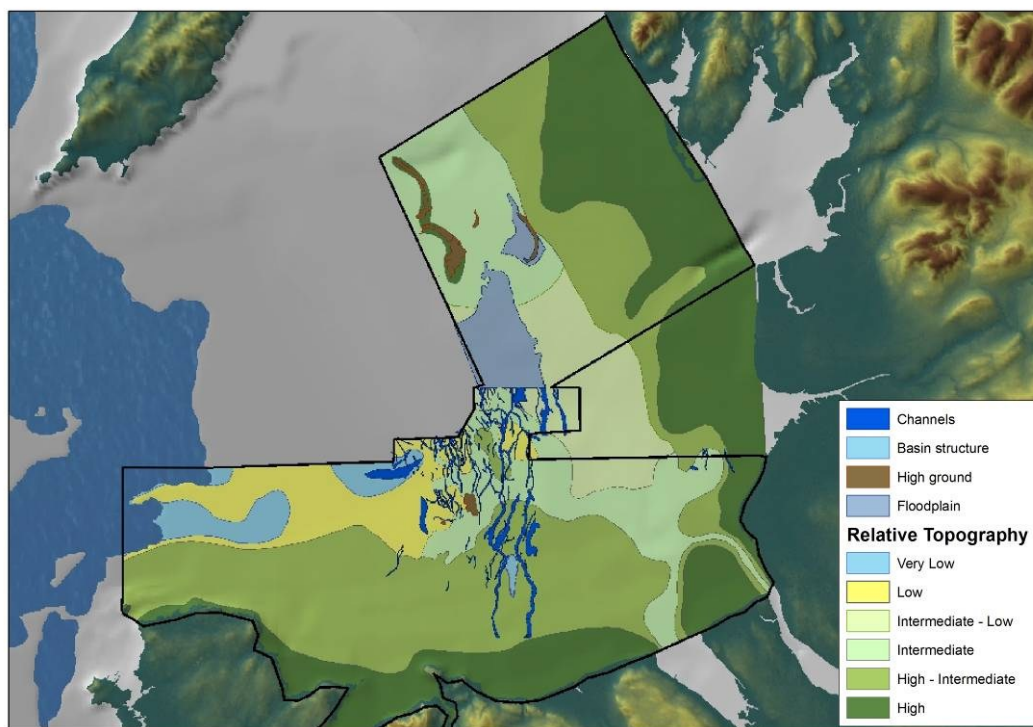 Channels
Basin structure
High ground
Floodplain
Relative Topography
Very Low
Low
Intermediate - Low
Intermediate
High - Intermediate
High